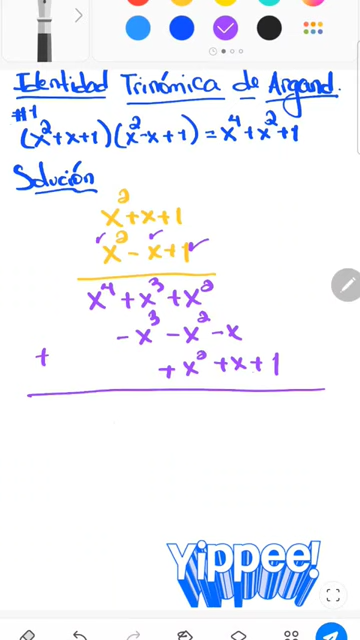 Identidad Trinómica de Argand.
#1
(x²+x+1)(x²-x+1)=x⁴+x²+1
Solución
x²+x+1
x²-x+1
x⁴+x³+x²
-x³-x²-x
+ +x²+x+1
Yippee!